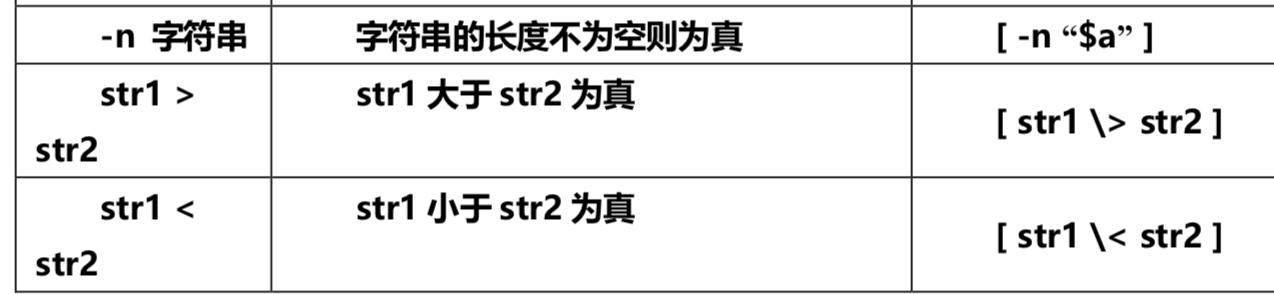 -n 字符串 字符串的长度不为空则为真 [ -n “$a” ]
str1 > str1 大于 str2 为真 [ str1 \> str2 ]
str2
str1 < str1 小于 str2 为真 [ str1 \< str2 ]
str2